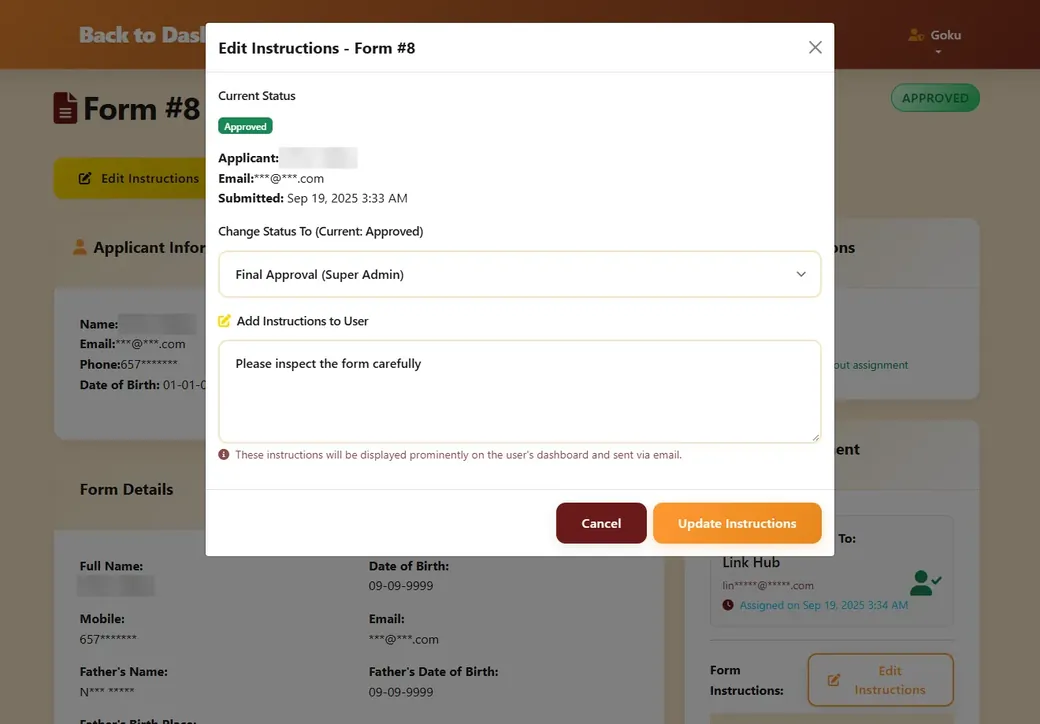 Back to Dash
Goku
Edit Instructions - Form #8
Form #8
APPROVED
Edit Instructions
Current Status
Approved
Applicant:
Email:***@***.com
Submitted: Sep 19, 2025 3:33 AM
Change Status To (Current: Approved)
Final Approval (Super Admin)
Add Instructions to User
Please inspect the form carefully
These instructions will be displayed prominently on the user's dashboard and sent via email.
Cancel
Update Instructions
Applicant Infor
Name:
Email:***@***.com
Phone:657*******
Date of Birth: 01-01-0
ons
out assignment
ent
Form Details
Full Name:
Date of Birth:
09-09-9999
Mobile:
657*******
Email:
***@***.com
Father's Name:
N*** *****
Father's Date of Birth:
09-09-9999
Father's Birth Place:
To:
Link Hub
lin*****@*****.com
Assigned on Sep 19, 2025 3:34 AM
Form
Instructions:
Edit
Instructions